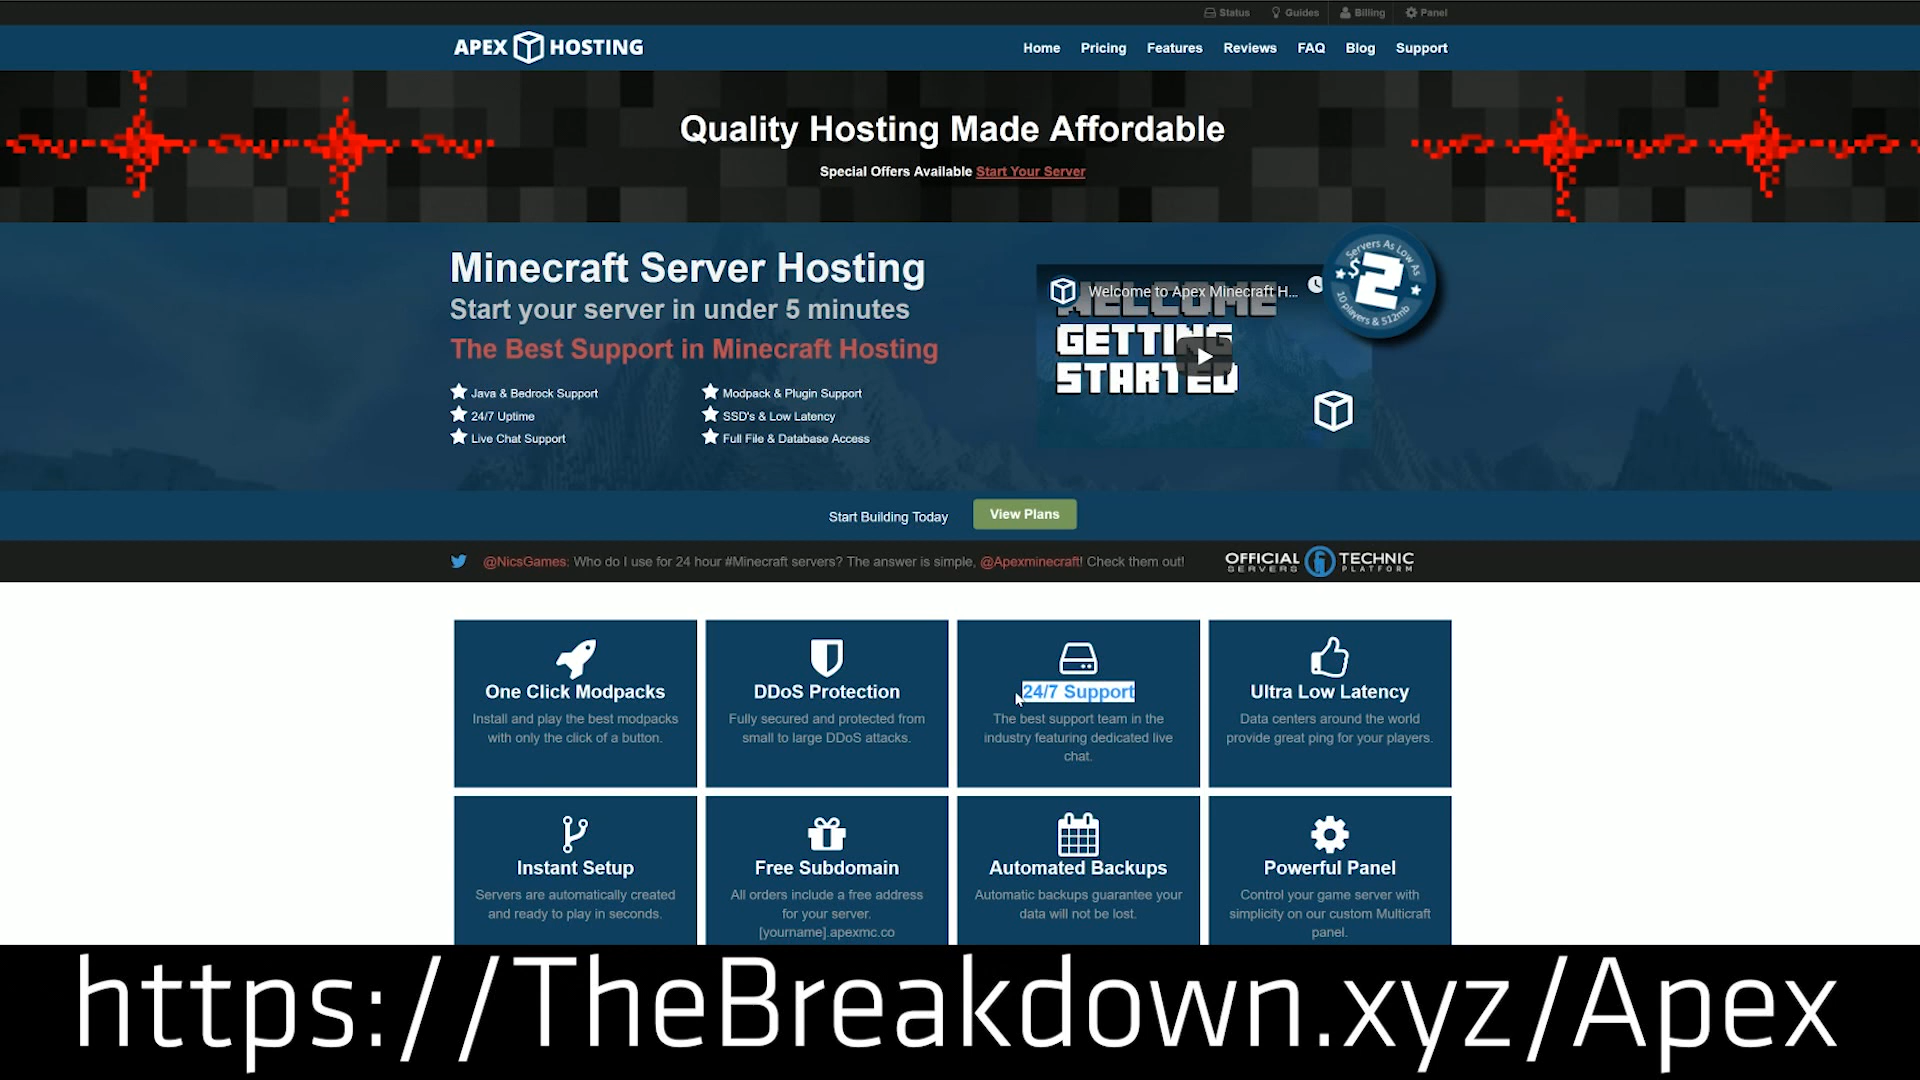 Status Guides Billing Panel
APEX HOSTING
Home Pricing Features Reviews FAQ Blog Support
Quality Hosting Made Affordable
Special Offers Available Start Your Server
Minecraft Server Hosting
Start your server in under 5 minutes
The Best Support in Minecraft Hosting
Java & Bedrock Support
Modpack & Plugin Support
24/7 Uptime
SSD's & Low Latency
Live Chat Support
Full File & Database Access
Welcome to Apex Minecraft H...
WELCOME
GETTING
STARTED
Servers As Low As
$2
10 players & 512mb
Start Building Today
View Plans
@NicsGames: Who do I use for 24 hour #Minecraft servers? The answer is simple, @Apexminecraft! Check them out!
OFFICIAL TECHNIC
SERVERS PLATFORM
One Click Modpacks
Install and play the best modpacks
with only the click of a button.
DDoS Protection
Fully secured and protected from
small to large DDoS attacks.
24/7 Support
The best support team in the
industry featuring dedicated live
chat.
Ultra Low Latency
Data centers around the world
provide great ping for your players.
Instant Setup
Servers are automatically created
and ready to play in seconds.
Free Subdomain
All orders include a free address
for your server.
[yourname].apexmc.co
Automated Backups
Automatic backups guarantee your
data will not be lost.
Powerful Panel
Control your game server with
simplicity on our custom Multicraft
panel.
https://TheBreakdown.xyz/Apex